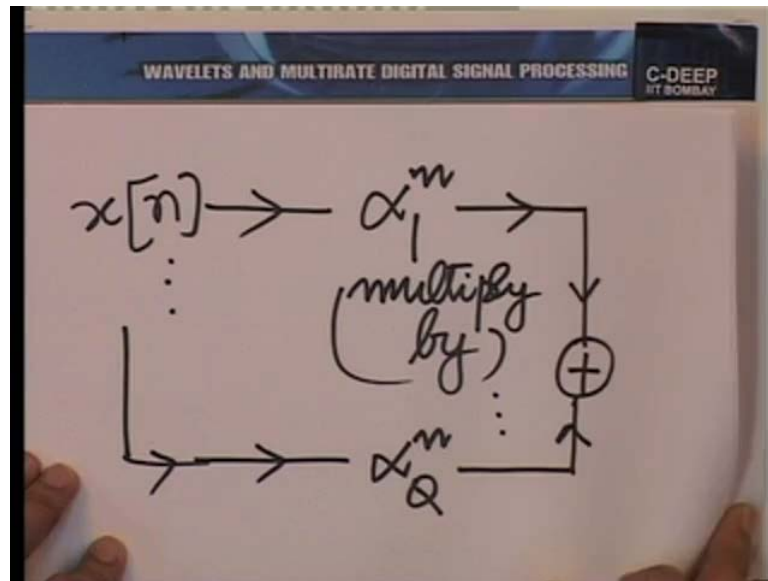 WAVELETS AND MULTIRATE DIGITAL SIGNAL PROCESSING
C-DEEP
IIT BOMBAY
x[n] α₁ⁿ
(multiply
by)
+
α_Qⁿ